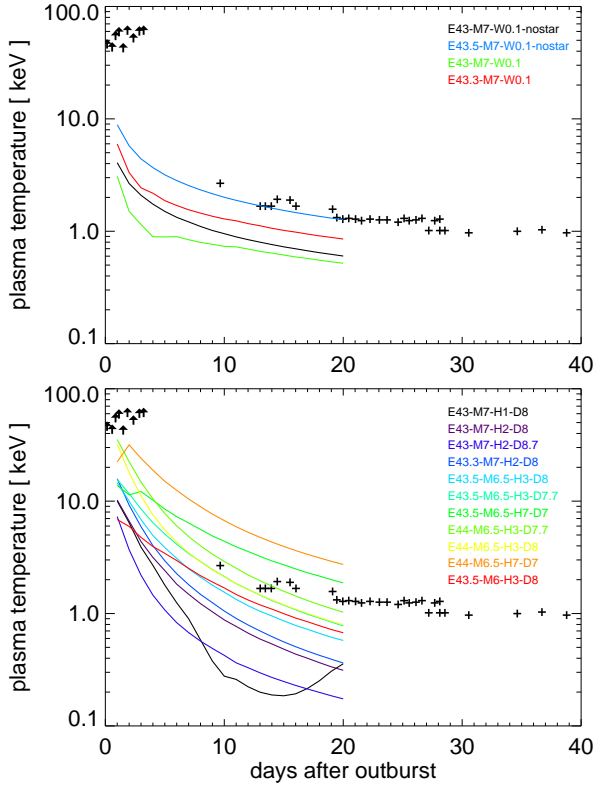 100.0
10.0
1.0
0.1
plasma temperature [ keV ]
E43-M7-W0.1-nostar
E43.5-M7-W0.1-nostar
E43-M7-W0.1
E43.3-M7-W0.1
0
10
20
30
40
100.0
10.0
1.0
0.1
plasma temperature [ keV ]
E43-M7-H1-D8
E43-M7-H2-D8
E43-M7-H2-D8.7
E43.3-M7-H2-D8
E43.5-M6.5-H3-D8
E43.5-M6.5-H3-D7.7
E43.5-M6.5-H7-D7
E44-M6.5-H3-D7.7
E44-M6.5-H3-D8
E44-M6.5-H7-D7
E43.5-M6-H3-D8
0
10
20
30
40
days after outburst